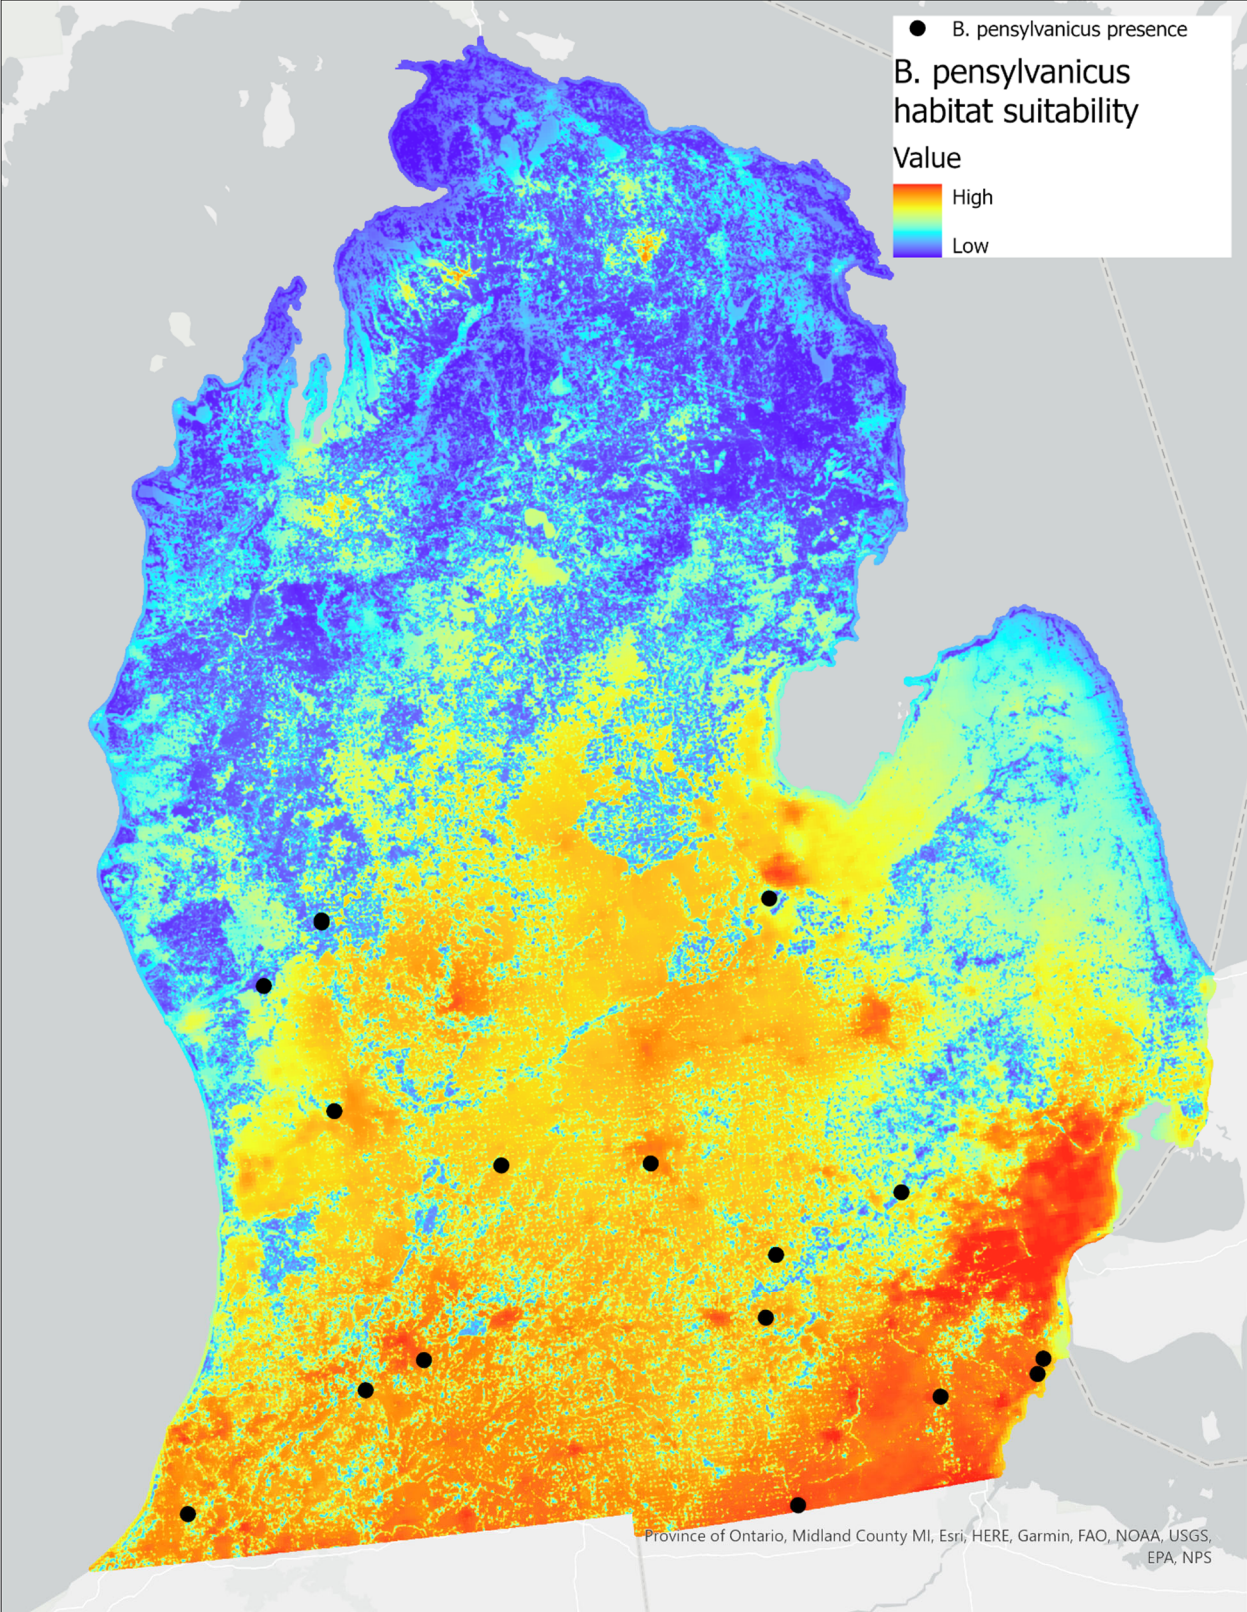 B. pensylvanicus presence
B. pensylvanicus
habitat suitability
Value
High
Low
Province of Ontario, Midland County MI, Esri, HERE, Garmin, FAO, NOAA, USGS,
EPA, NPS